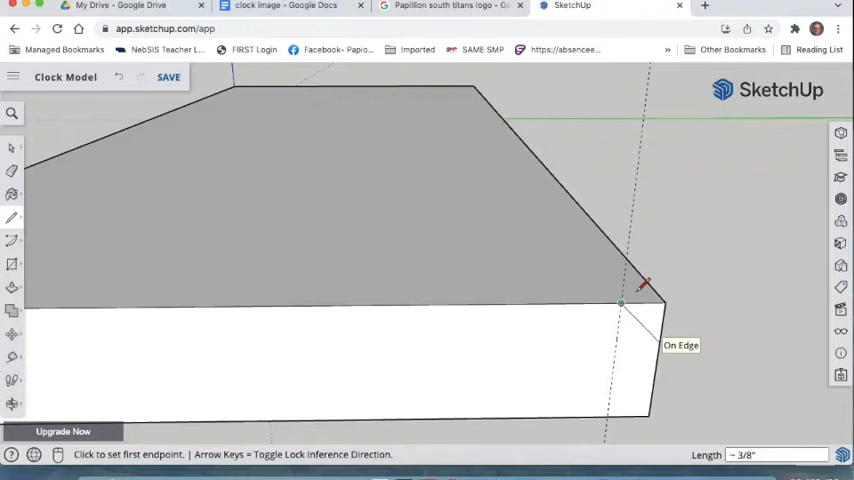 My Drive - Google Drive
clock image - Google Docs
Papillion south titans logo - Go
SketchUp
app.sketchup.com/app
Managed Bookmarks
NebSIS Teacher L...
FIRST Login
Facebook- Papio...
Imported
SAME SMP
https://absencee...
Other Bookmarks
Reading List
Clock Model
SAVE
SketchUp
On Edge
Upgrade Now
Click to set first endpoint. | Arrow Keys = Toggle Lock Inference Direction.
Length
~ 3/8"